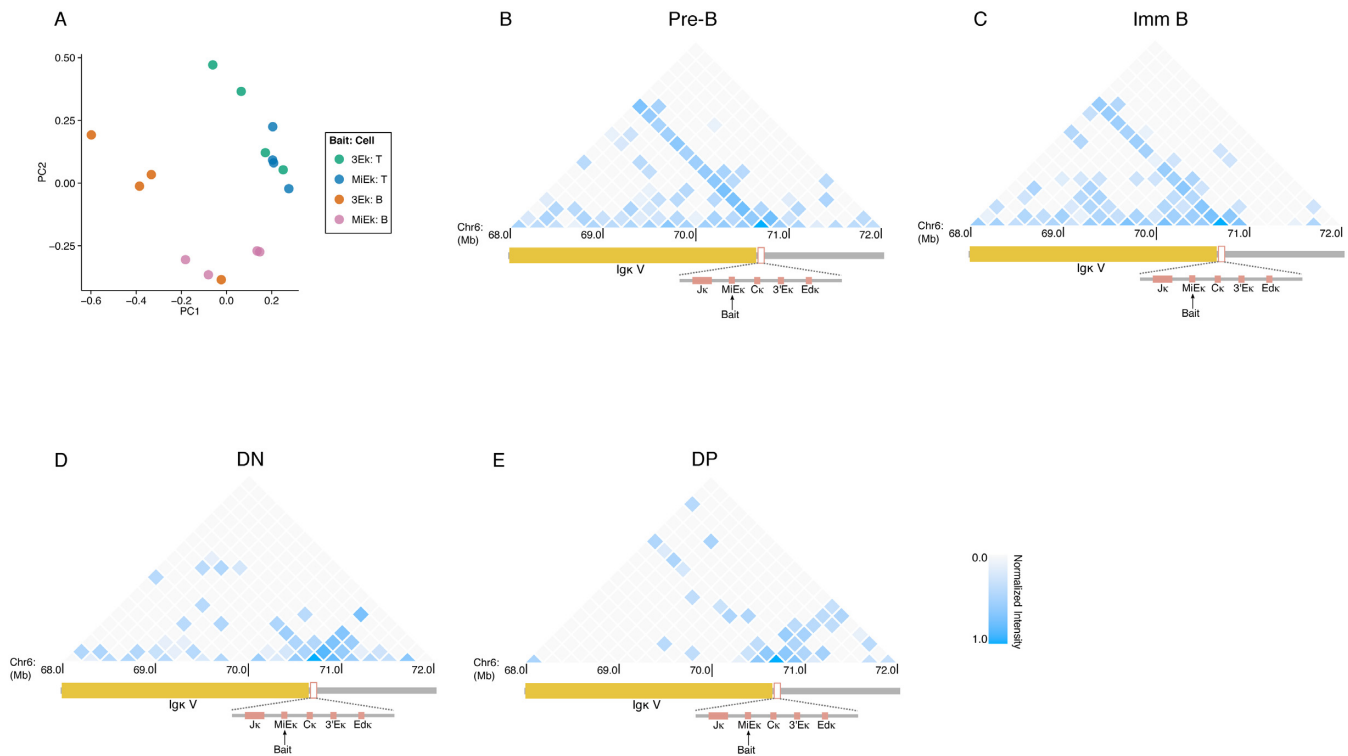 A
0.50
0.25
0.00
−0.25
PC2
−0.6
−0.4
−0.2
0.0
0.2
PC1
Bait: Cell
3Ek: T
MiEk: T
3Ek: B
MiEk: B
B
Pre-B
Chr6:
(Mb)
68.0
69.0
70.0
71.0
72.0
Igκ V
Jκ MiEκ Cκ 3'Eκ Edκ
Bait
C
Imm B
Chr6:
(Mb)
68.0
69.0
70.0
71.0
72.0
Igκ V
Jκ MiEκ Cκ 3'Eκ Edκ
Bait
D
DN
Chr6:
(Mb)
68.0
69.0
70.0
71.0
72.0
Igκ V
Jκ MiEκ Cκ 3'Eκ Edκ
Bait
E
DP
Chr6:
(Mb)
68.0
69.0
70.0
71.0
72.0
Igκ V
Jκ MiEκ Cκ 3'Eκ Edκ
Bait
0.0
1.0
Normalized Intensity